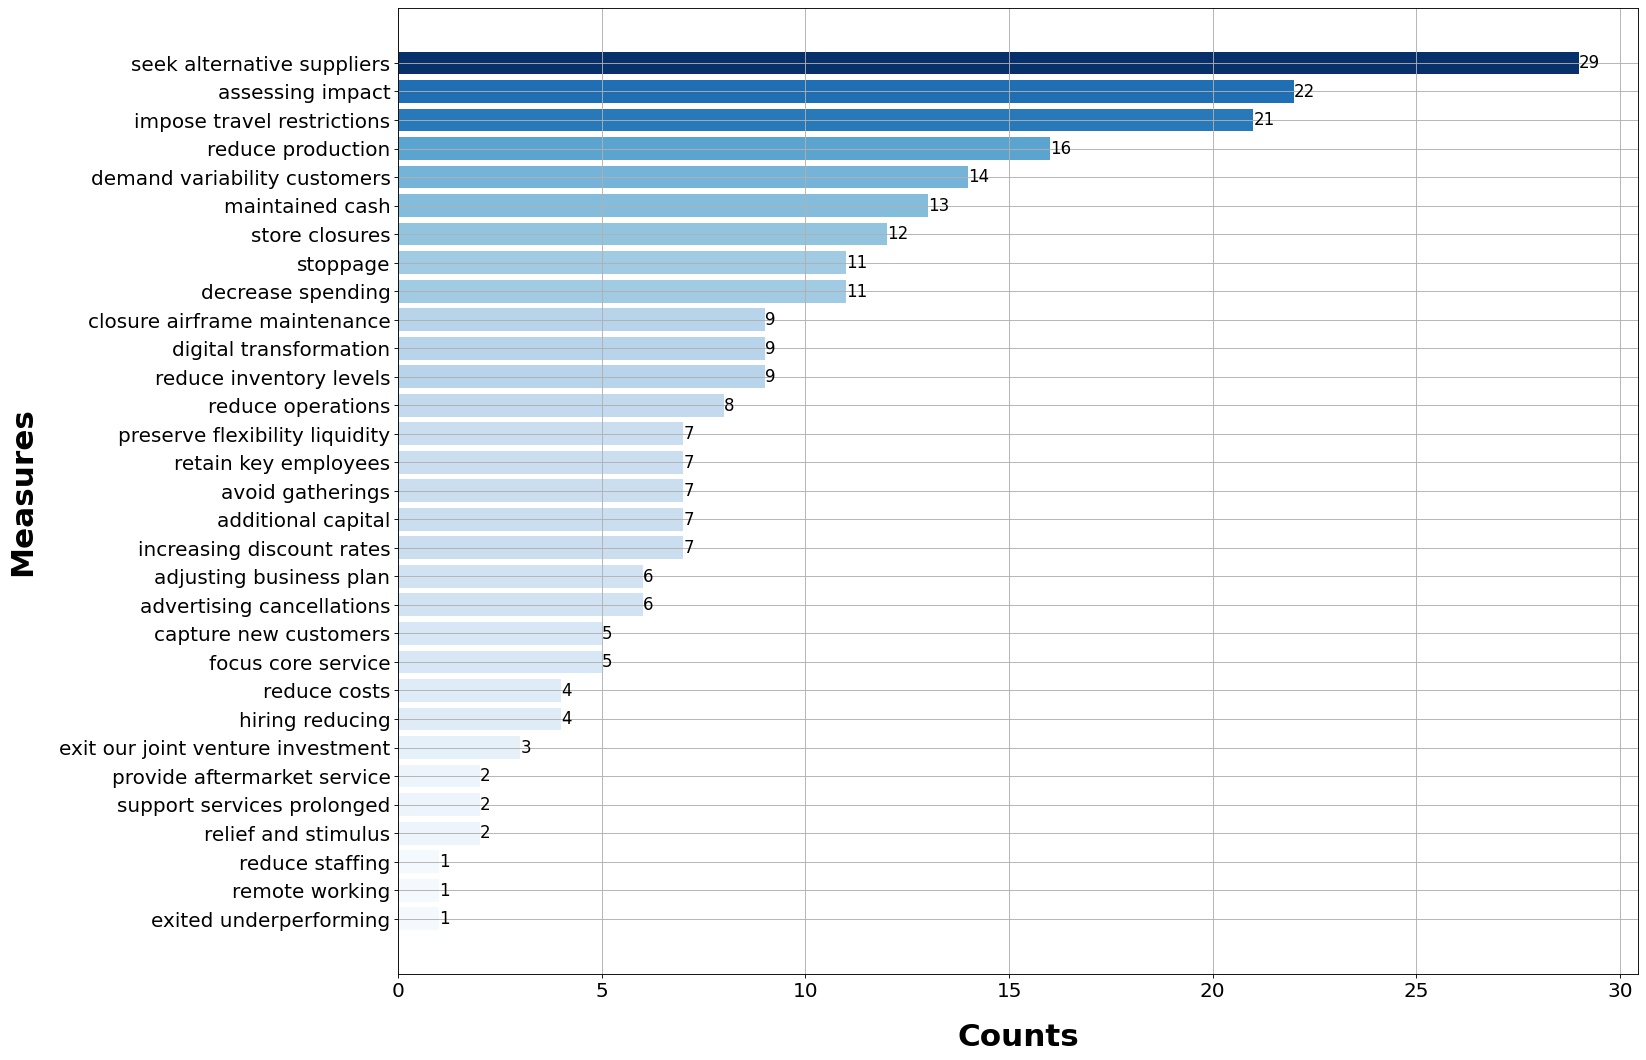 seek alternative suppliers 29
assessing impact 22
impose travel restrictions 21
reduce production 16
demand variability customers 14
maintained cash 13
store closures 12
stoppage 11
decrease spending 11
closure airframe maintenance 9
digital transformation 9
reduce inventory levels 9
reduce operations 8
preserve flexibility liquidity 7
retain key employees 7
avoid gatherings 7
additional capital 7
increasing discount rates 7
adjusting business plan 6
advertising cancellations 6
capture new customers 5
focus core service 5
reduce costs 4
hiring reducing 4
exit our joint venture investment 3
provide aftermarket service 2
support services prolonged 2
relief and stimulus 2
reduce staffing 1
remote working 1
exited underperforming 1
Measures
0 5 10 15 20 25 30
Counts